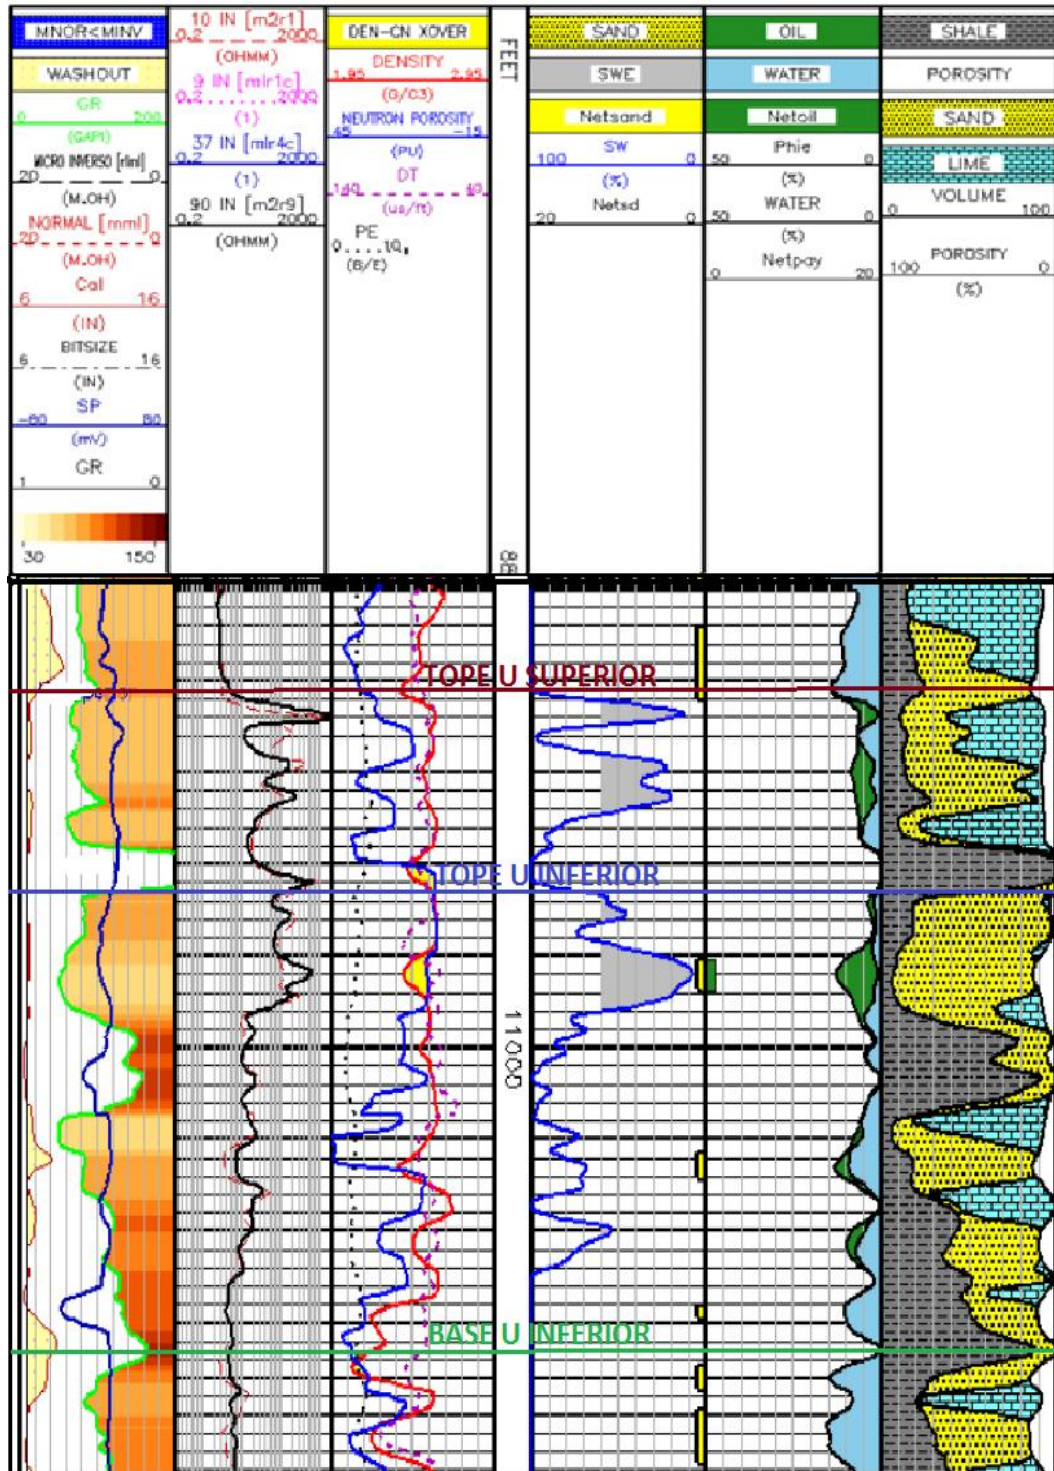 MNOR<MINV
WASHOUT
GR
0 200
(GAPI)
MICRO INVERSO [rlml]
20 0
(M.OH)
NORMAL [mml]
20 0
(M.OH)
Cal
6 16
(IN)
BITSIZE
6 16
(IN)
SP
-80 80
(mV)
GR
1 0
30 150
10 IN [m2r1]
0.2 2000
(OHMM)
9 IN [mlr1c]
0.2 2000
(1)
37 IN [mlr4c]
0.2 2000
(1)
90 IN [m2r9]
0.2 2000
(OHMM)
DEN-CN XOVER
DENSITY
1.95 2.95
(G/C3)
NEUTRON POROSITY
45 -15
(PU)
DT
140 40
(us/ft)
PE
0....10.
(B/E)
FEET
SAND
SWE
Netsand
SW
100 0
(%)
Netsd
20 0
OIL
WATER
Netoil
Phie
50 0
(%)
WATER
50 0
(%)
Netpay
0 20
SHALE
POROSITY
SAND
LIME
VOLUME
0 100
POROSITY
100 0
(%)
TOPE U SUPERIOR
TOPE U INFERIOR
11000
BASE U INFERIOR